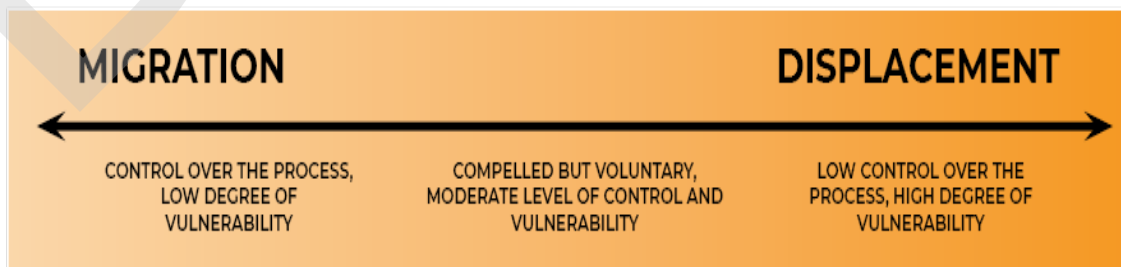 MIGRATION
DISPLACEMENT
CONTROL OVER THE PROCESS,
LOW DEGREE OF
VULNERABILITY
COMPELLED BUT VOLUNTARY,
MODERATE LEVEL OF CONTROL AND
VULNERABILITY
LOW CONTROL OVER THE
PROCESS, HIGH DEGREE OF
VULNERABILITY